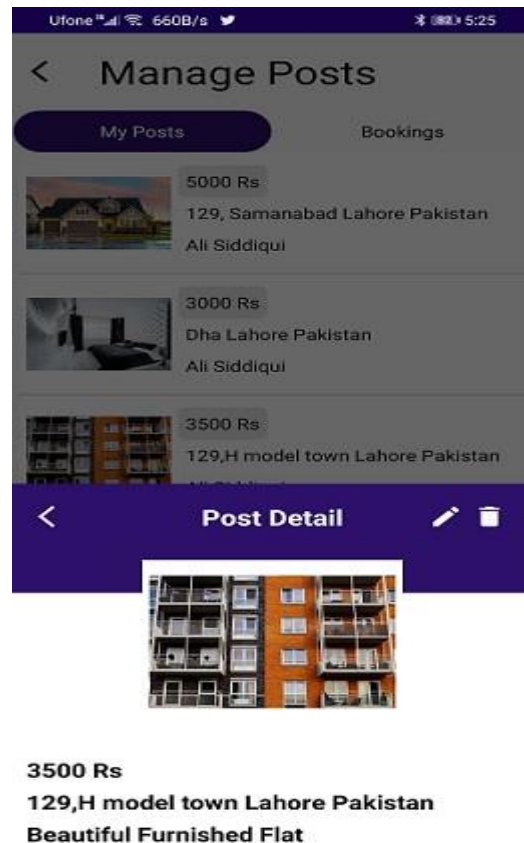 Ufone 660B/s 5:25
Manage Posts
My Posts Bookings
5000 Rs
129, Samanabad Lahore Pakistan
Ali Siddiqui
3000 Rs
Dha Lahore Pakistan
Ali Siddiqui
3500 Rs
129,H model town Lahore Pakistan
Post Detail
3500 Rs
129,H model town Lahore Pakistan
Beautiful Furnished Flat